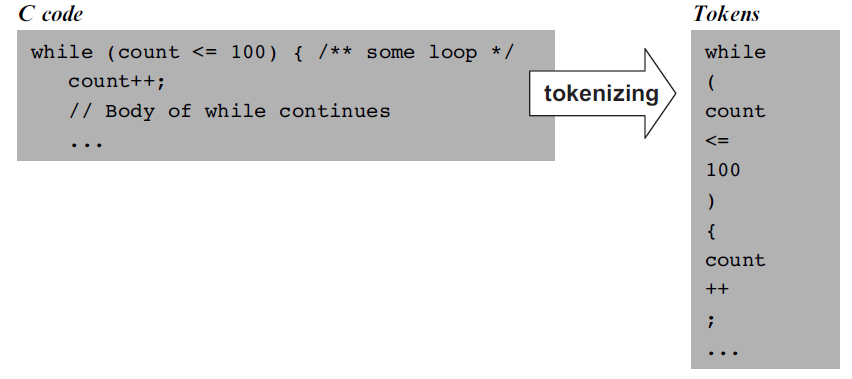 C code
while (count <= 100) { /** some loop */
count++;
// Body of while continues
...
tokenizing
Tokens
while
(
count
<=
100
)
{
count
++
;
...